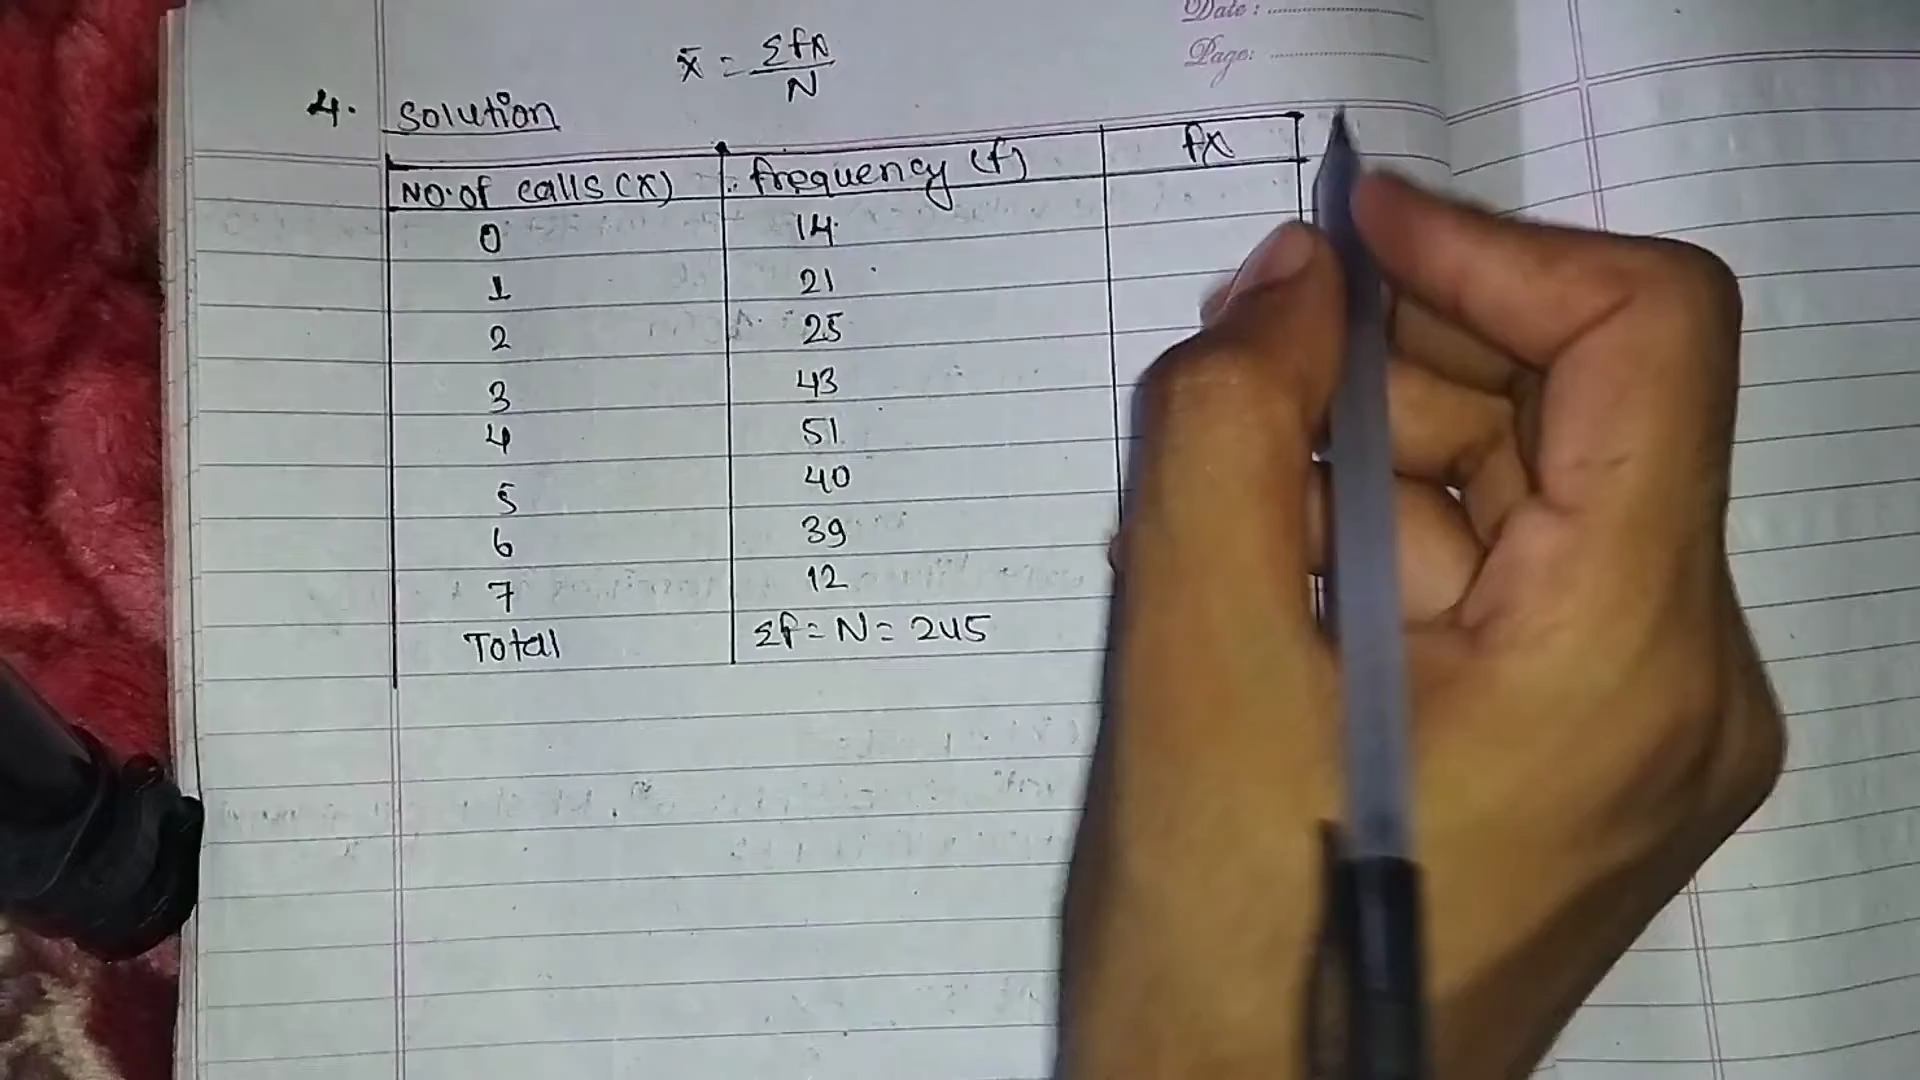 Date :
Page:
x̄ = Σfx
N
4. Solution
No. of calls (x) frequency (f) fx
0 14
1 21
2 25
3 43
4 51
5 40
6 39
7 12
Total Σf = N = 245